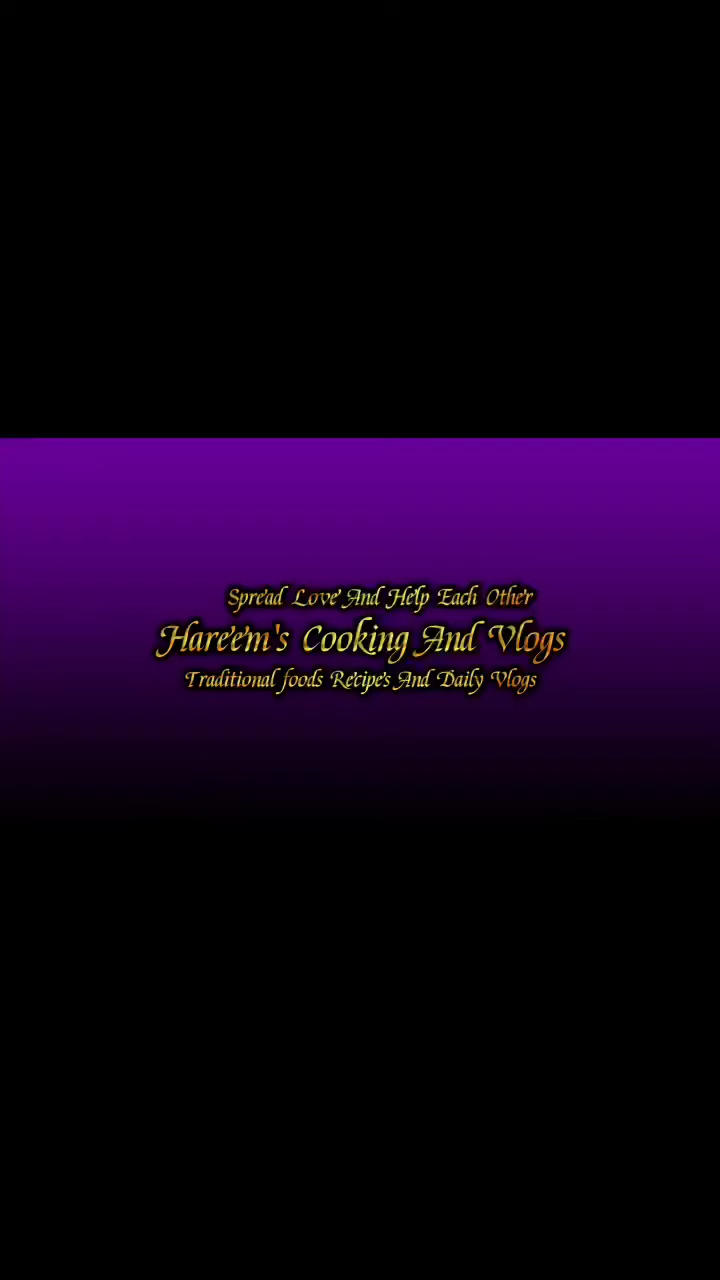 Spread Love And Help Each Other
Hareem's Cooking And Vlogs
Traditional foods Recipe's And Daily Vlogs